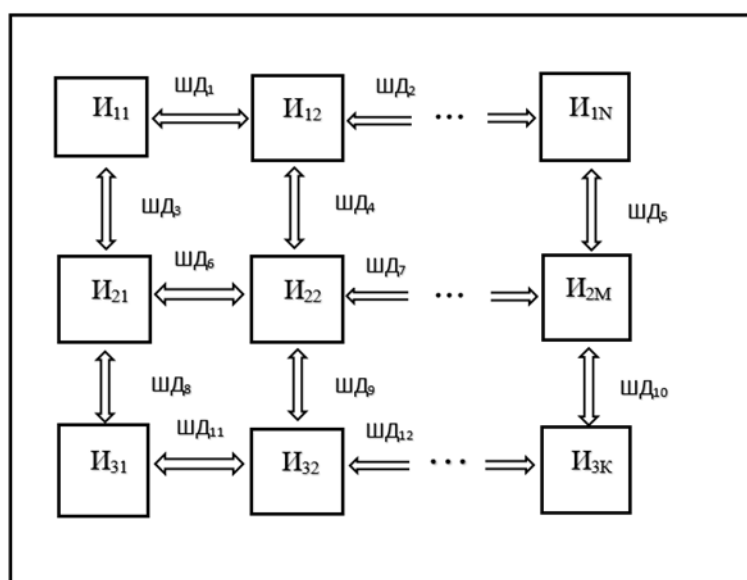 ШД₁ ШД₂
И₁₁ И₁₂ ... И₁ₙ
ШД₃ ШД₄ ШД₅
ШД₆ ШД₇
И₂₁ И₂₂ ... И₂ₘ
ШД₈ ШД₉ ШД₁₀
ШД₁₁ ШД₁₂
И₃₁ И₃₂ ... И₃ₖ